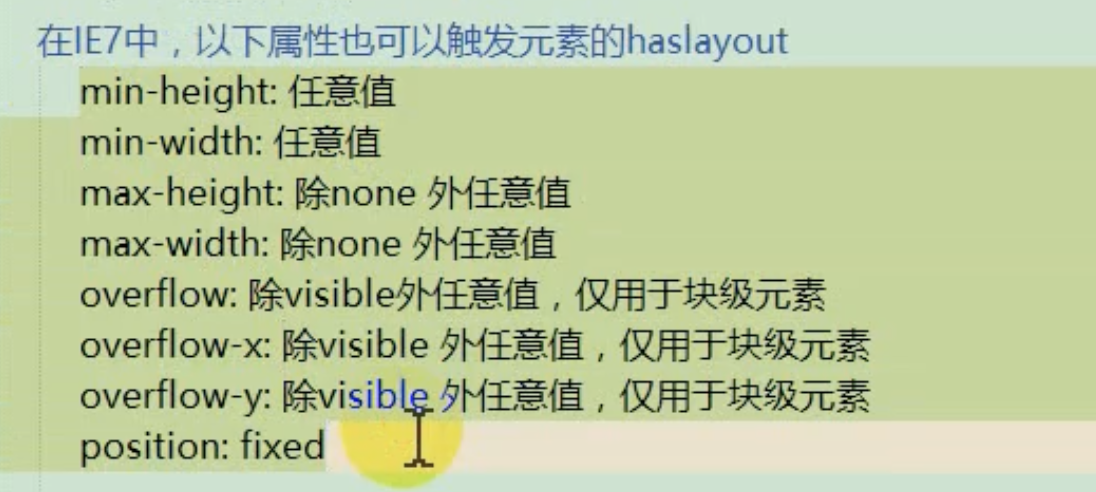 在IE7中，以下属性也可以触发元素的haslayout
min-height: 任意值
min-width: 任意值
max-height: 除none 外任意值
max-width: 除none 外任意值
overflow: 除visible外任意值，仅用于块级元素
overflow-x: 除visible 外任意值，仅用于块级元素
overflow-y: 除visible 外任意值，仅用于块级元素
position: fixed